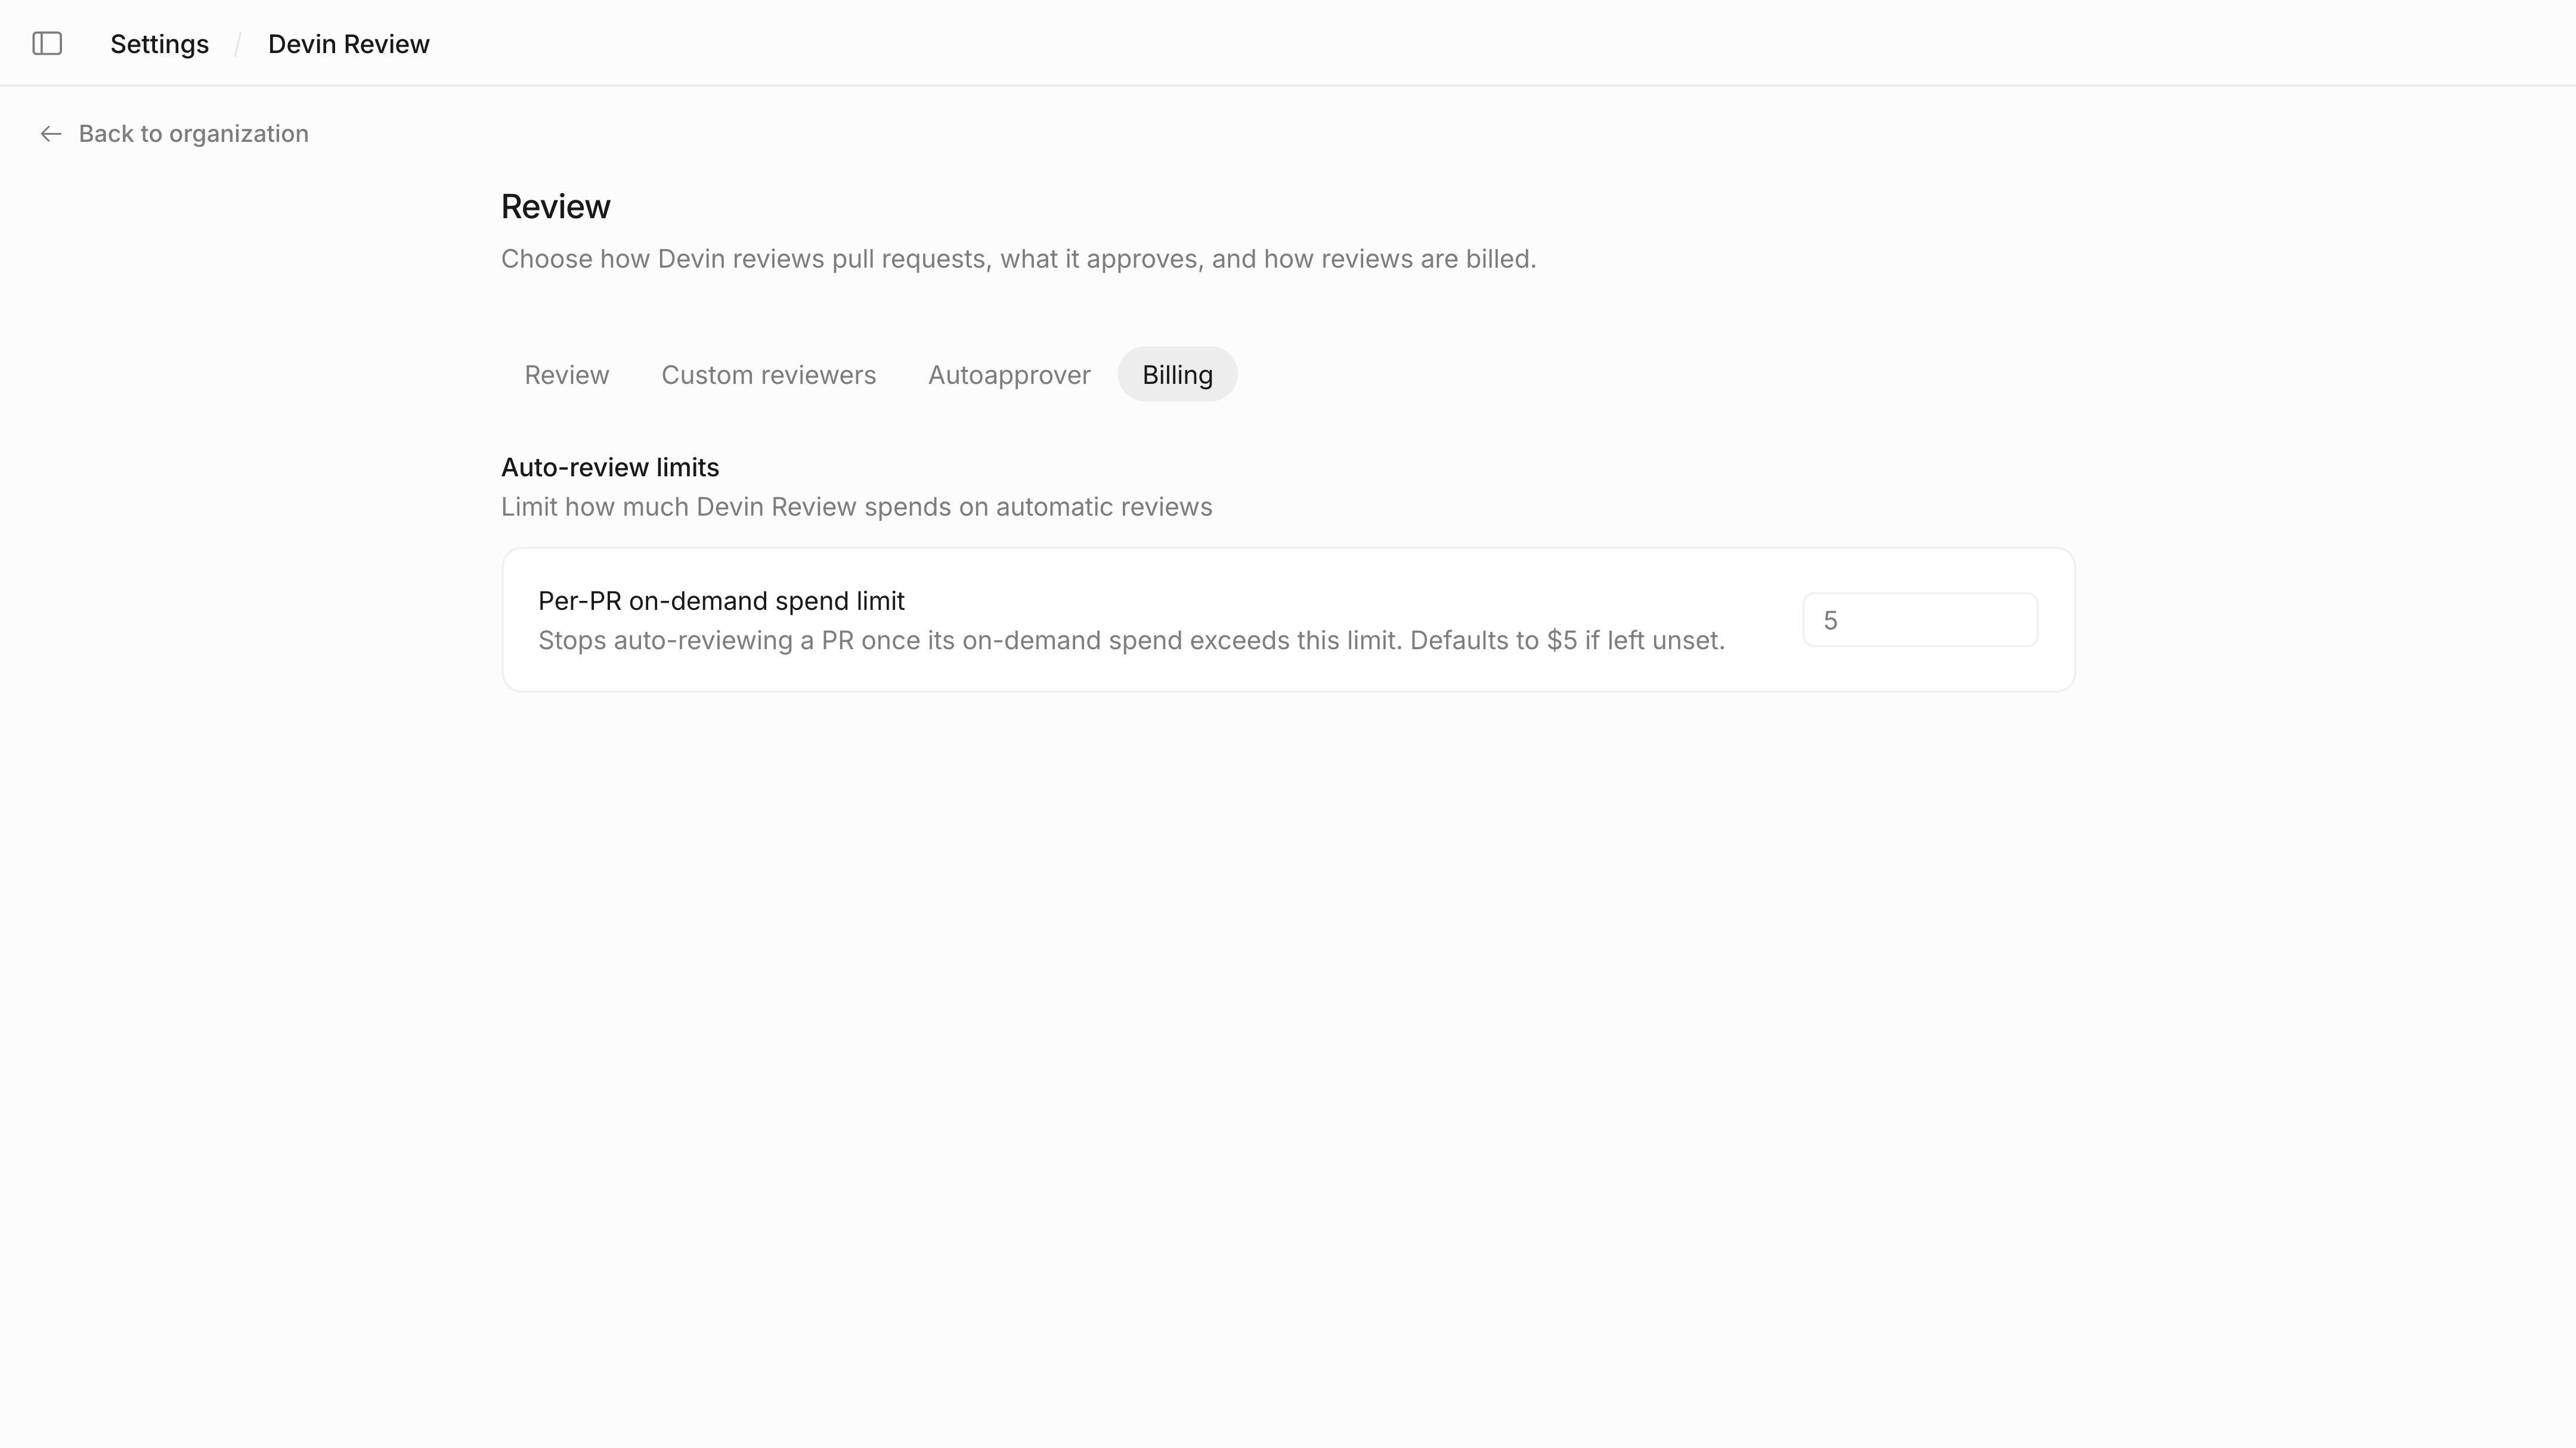 Settings / Devin Review
Back to organization
Review
Choose how Devin reviews pull requests, what it approves, and how reviews are billed.
Review Custom reviewers Autoapprover Billing
Auto-review limits
Limit how much Devin Review spends on automatic reviews
Per-PR on-demand spend limit
Stops auto-reviewing a PR once its on-demand spend exceeds this limit. Defaults to $5 if left unset.
5